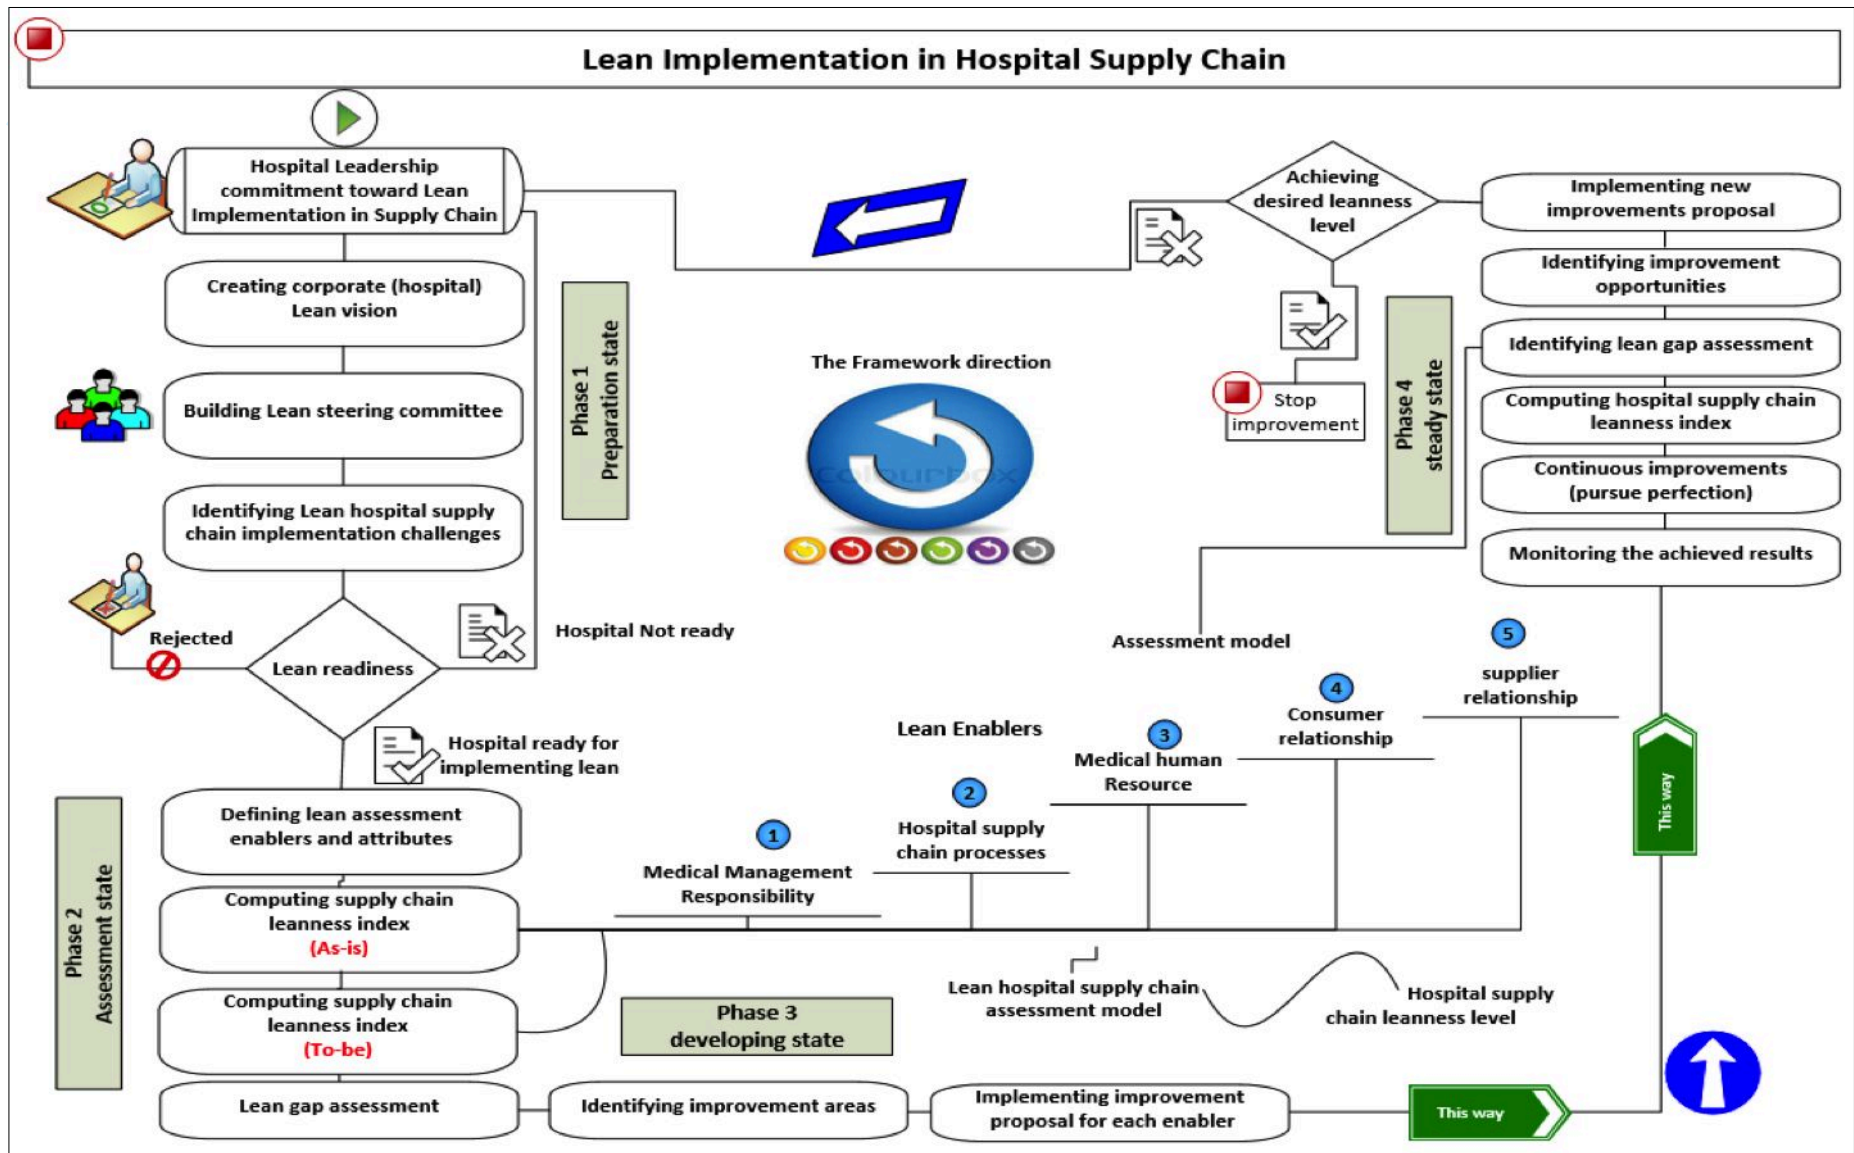 Lean Implementation in Hospital Supply Chain
Hospital Leadership
commitment toward Lean
Implementation in Supply Chain
Creating corporate (hospital)
Lean vision
Building Lean steering committee
Identifying Lean hospital supply
chain implementation challenges
Phase 1
Preparation state
Rejected
Lean readiness
Hospital Not ready
Hospital ready for
implementing lean
Phase 2
Assessment state
Defining lean assessment
enablers and attributes
Computing supply chain
leanness index
(As-is)
Computing supply chain
leanness index
(To-be)
Lean gap assessment
Identifying improvement areas
Implementing improvement
proposal for each enabler
This way
Phase 3
developing state
Lean Enablers
1
Medical Management
Responsibility
2
Hospital supply
chain processes
3
Medical human
Resource
4
Consumer
relationship
5
supplier
relationship
Lean hospital supply chain
assessment model
Hospital supply
chain leanness level
This way
Monitoring the achieved results
Continuous improvements
(pursue perfection)
Computing hospital supply chain
leanness index
Identifying lean gap assessment
Identifying improvement
opportunities
Implementing new
improvements proposal
Assessment model
Phase 4
steady state
Achieving
desired leanness
level
Stop
improvement
The Framework direction
colourbox